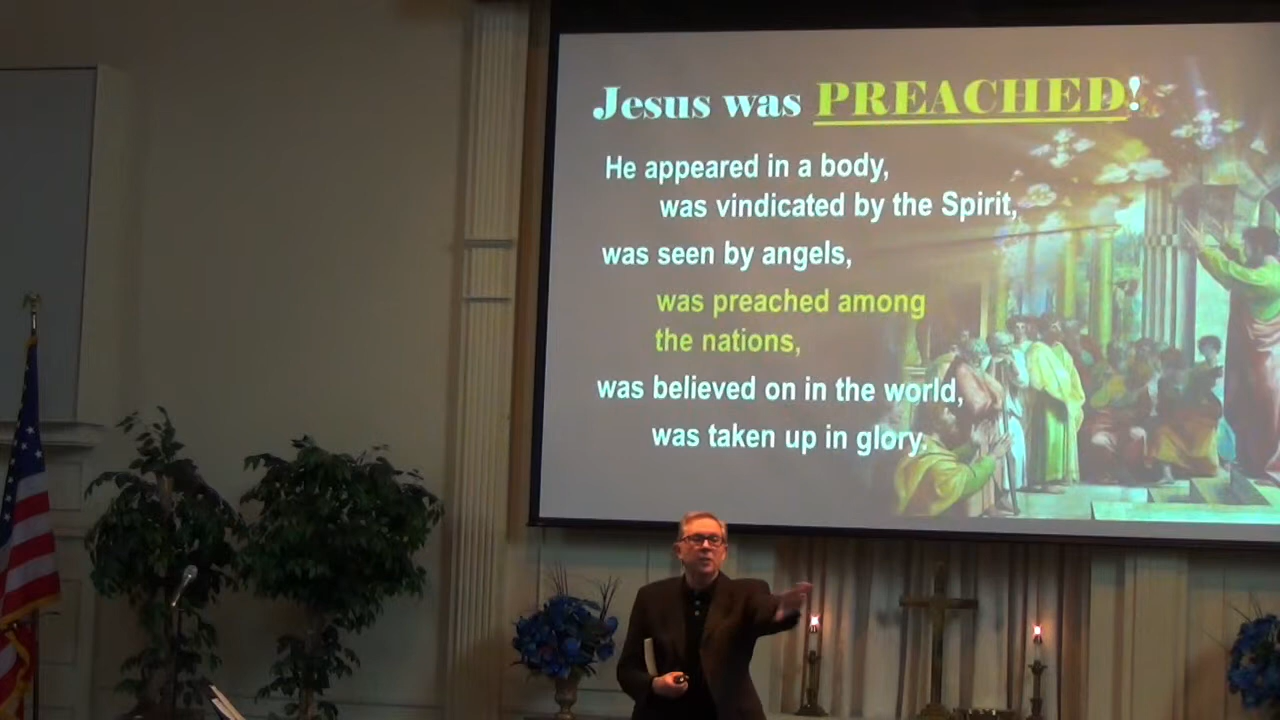 Jesus was PREACHED!
He appeared in a body,
was vindicated by the Spirit,
was seen by angels,
was preached among
the nations,
was believed on in the world,
was taken up in glory.